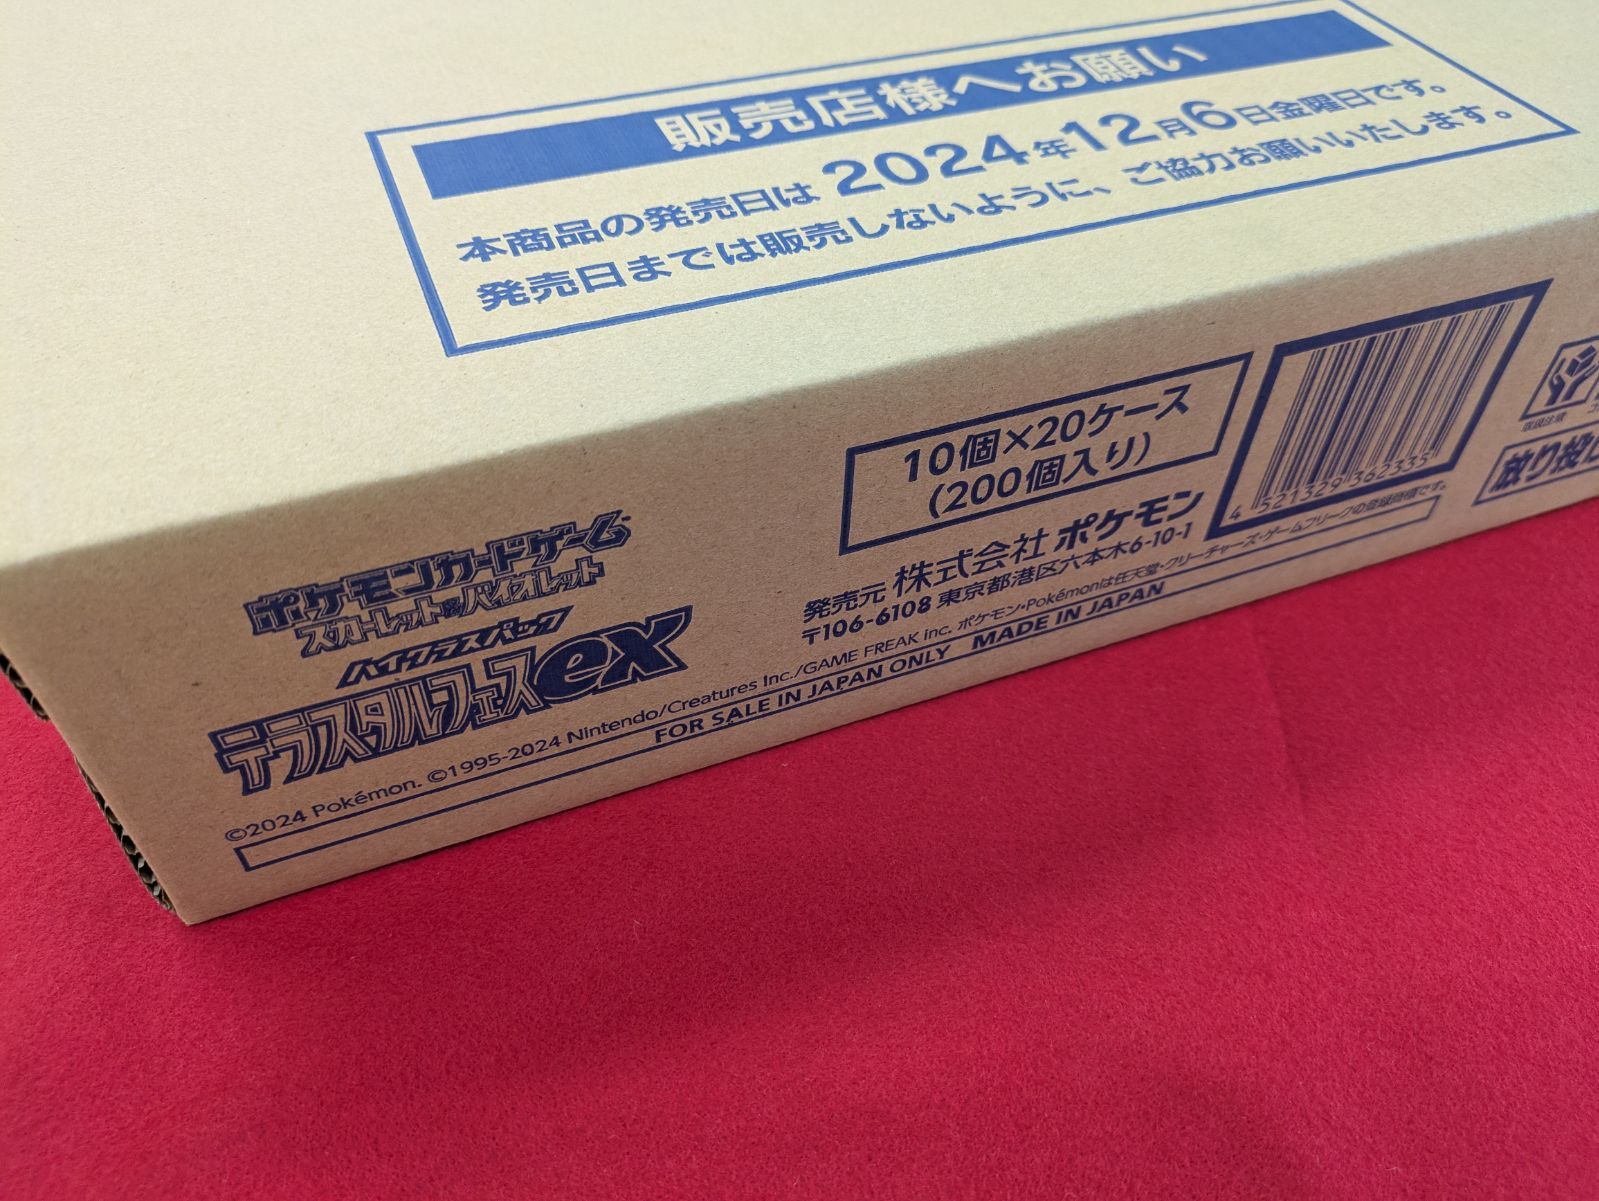 販売店様へお願い
本商品の発売日は 2024年12月6日金曜日です。
発売日までは販売しないように、ご協力お願いいたします。
10個×20ケース
(200個入り)
4 521329 362335
取扱注意
放り投
ポケモンカードゲーム
スカーレット&バイオレット
ハイクラスパック
テラスタルフェスex
発売元 株式会社 ポケモン
〒106-6108 東京都港区六本木6-10-1
©2024 Pokémon. ©1995-2024 Nintendo/Creatures Inc./GAME FREAK inc. ポケモン・Pokémonは任天堂・クリーチャーズ・ゲームフリークの登録商標です。
FOR SALE IN JAPAN ONLY MADE IN JAPAN